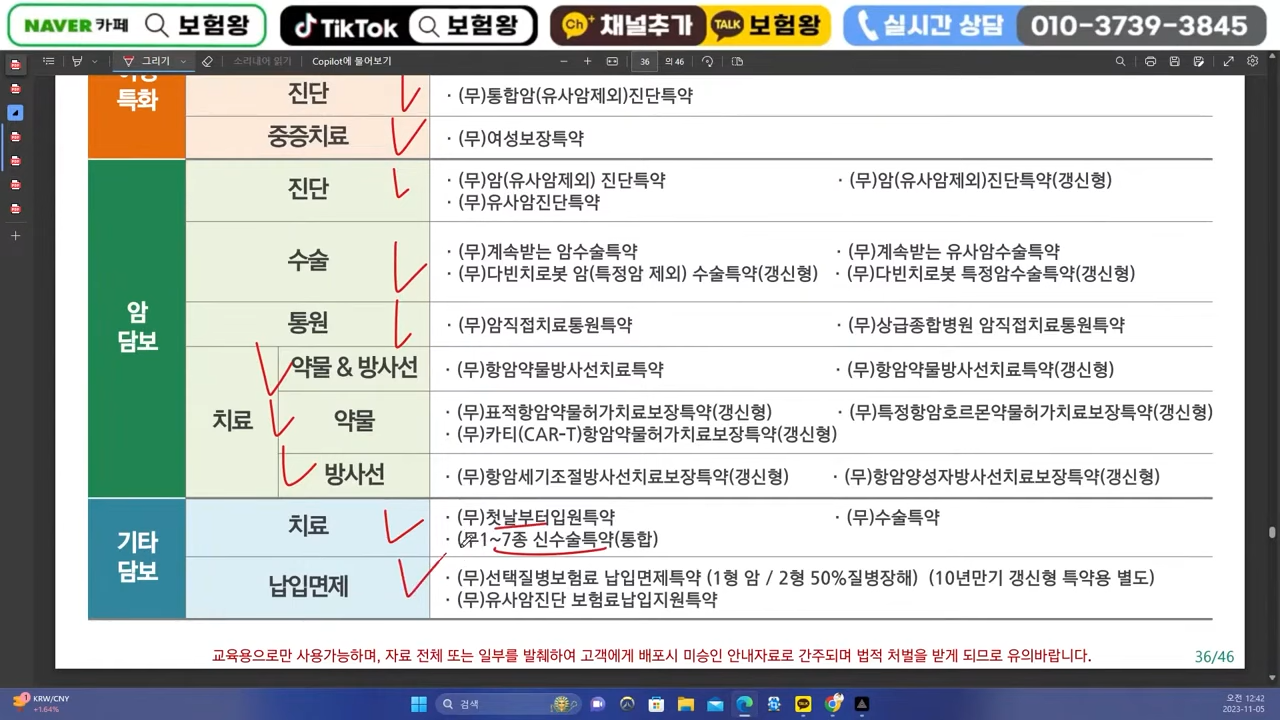 NAVER 카페 보험왕
TikTok 보험왕
Ch+ 채널추가 TALK 보험왕
실시간 상담 010-3739-3845
그리기 소리내어 읽기 Copilot에 물어보기
36 의 46
특화
진단
· (무)통합암(유사암제외)진단특약
중증치료
· (무)여성보장특약
암
담보
진단
· (무)암(유사암제외) 진단특약 · (무)암(유사암제외)진단특약(갱신형)
· (무)유사암진단특약
수술
· (무)계속받는 암수술특약 · (무)계속받는 유사암수술특약
· (무)다빈치로봇 암(특정암 제외) 수술특약(갱신형) · (무)다빈치로봇 특정암수술특약(갱신형)
통원
· (무)암직접치료통원특약 · (무)상급종합병원 암직접치료통원특약
치료
약물 & 방사선
· (무)항암약물방사선치료특약 · (무)항암약물방사선치료특약(갱신형)
약물
· (무)표적항암약물허가치료보장특약(갱신형) · (무)특정항암호르몬약물허가치료보장특약(갱신형)
· (무)카티(CAR-T)항암약물허가치료보장특약(갱신형)
방사선
· (무)항암세기조절방사선치료보장특약(갱신형) · (무)항암양성자방사선치료보장특약(갱신형)
기타
담보
치료
· (무)첫날부터입원특약 · (무)수술특약
· (무)1~7종 신수술특약(통합)
납입면제
· (무)선택질병보험료 납입면제특약 (1형 암 / 2형 50%질병장해) (10년만기 갱신형 특약용 별도)
· (무)유사암진단 보험료납입지원특약
교육용으로만 사용가능하며, 자료 전체 또는 일부를 발췌하여 고객에게 배포시 미승인 안내자료로 간주되며 법적 처벌을 받게 되므로 유의바랍니다.
36/46
KRW/CNY
+1.64%
검색
오전 12:42
2023-11-05